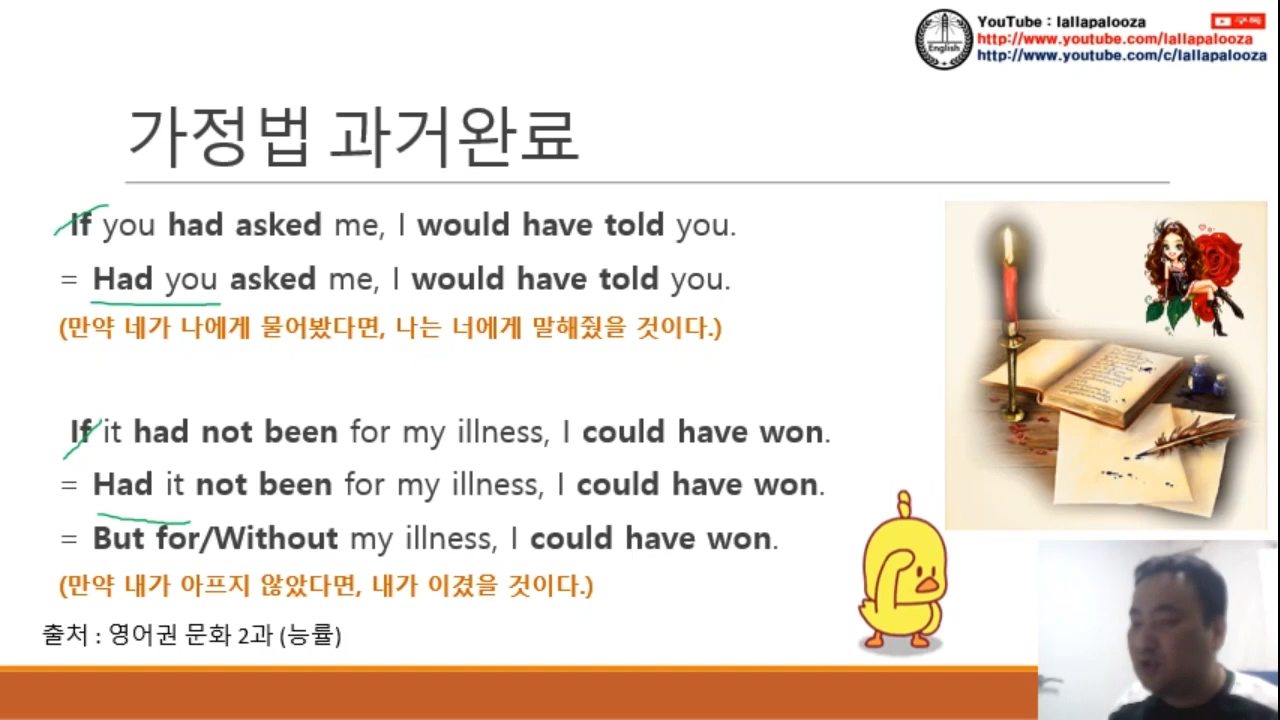 YouTube : lallapalooza
구독
http://www.youtube.com/lallapalooza
English
http://www.youtube.com/c/lallapalooza
가정법 과거완료
If you had asked me, I would have told you.
= Had you asked me, I would have told you.
(만약 네가 나에게 물어봤다면, 나는 너에게 말해줬을 것이다.)
If it had not been for my illness, I could have won.
= Had it not been for my illness, I could have won.
= But for/Without my illness, I could have won.
(만약 내가 아프지 않았다면, 내가 이겼을 것이다.)
출처 : 영어권 문화 2과 (능률)